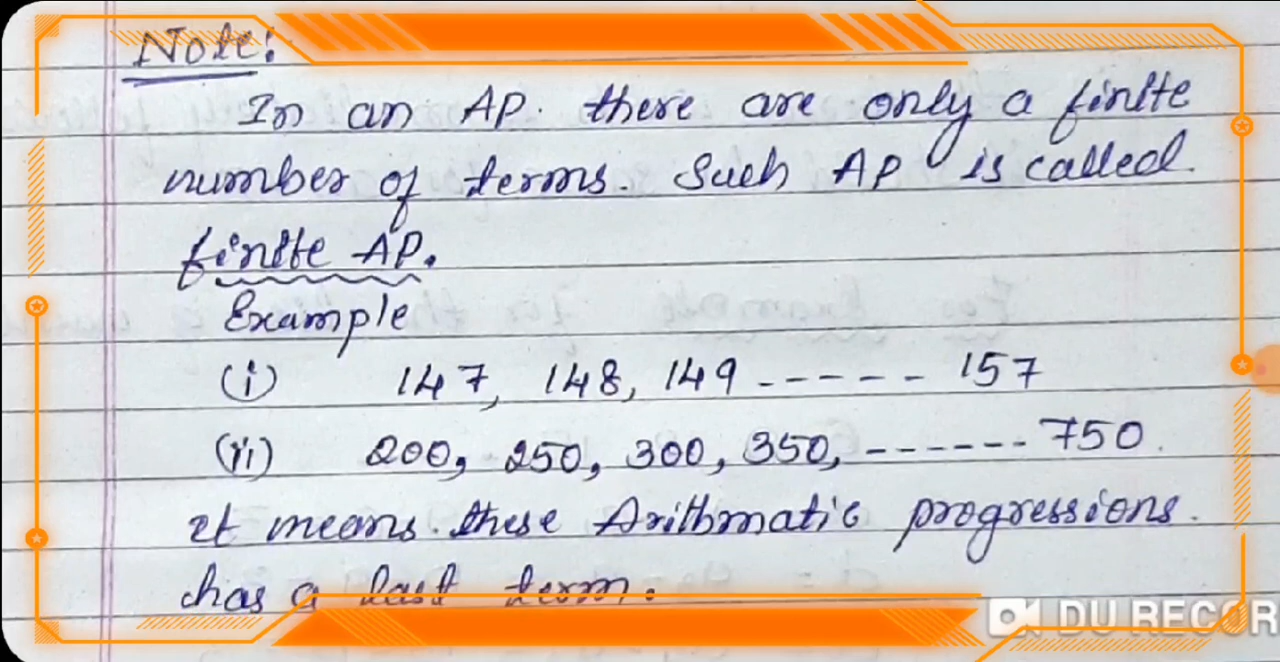 Note:
In an AP. there are only a finite
number of terms. Such AP is called.
finite AP.
Example
(i) 147, 148, 149 ------ 157
(ii) 200, 250, 300, 350, ------- 750.
It means. these Arithmatic progressions.
has a last term.
DU RECOR